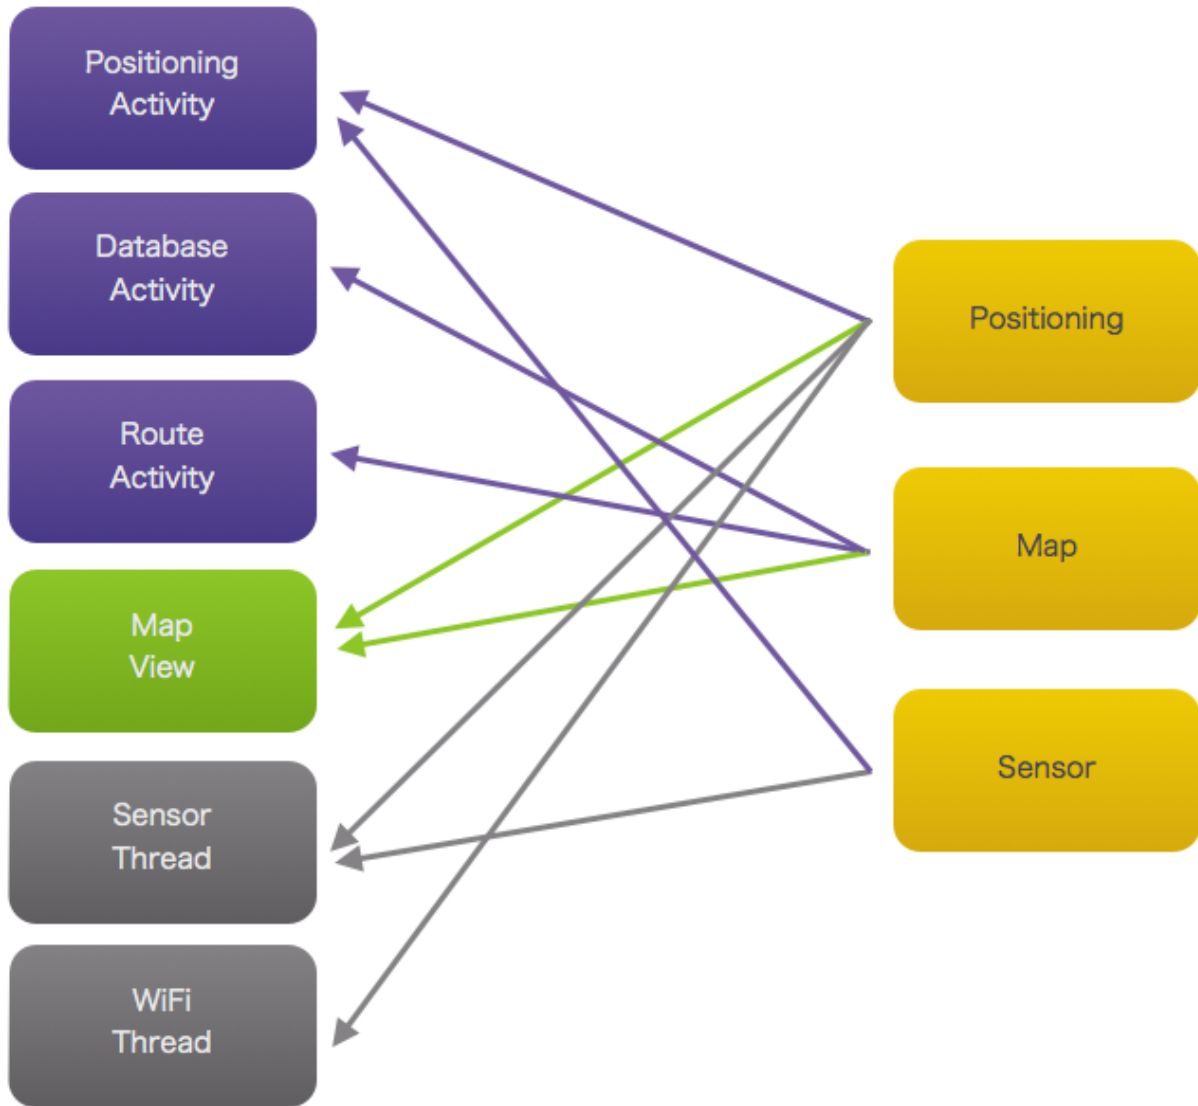 Positioning
Activity
Database
Activity
Route
Activity
Map
View
Sensor
Thread
WiFi
Thread
Positioning
Map
Sensor